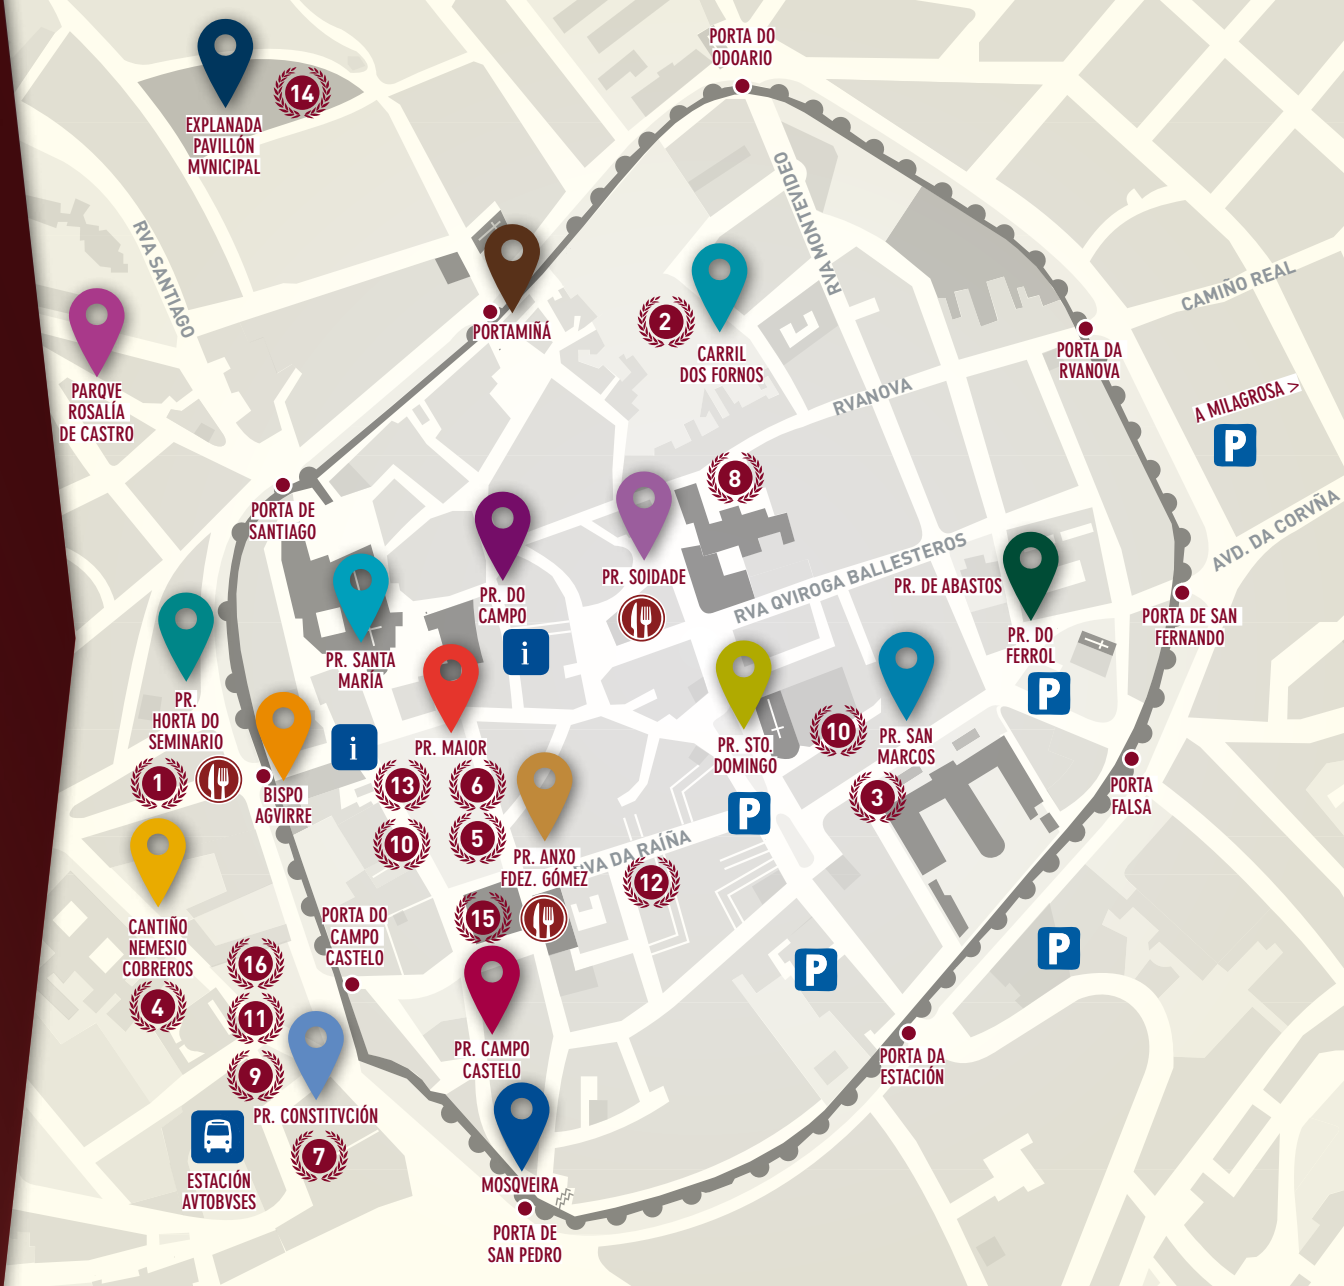 PORTA DO
ODOARIO
14
EXPLANADA
PAVILLÓN
MVNICIPAL
RVA MONTEVIDEO
RVA SANTIAGO
CAMIÑO REAL
2
PORTAMIÑÁ
CARRIL
DOS FORNOS
PORTA DA
RVANOVA
PARQVE
ROSALÍA
DE CASTRO
RVANOVA
A MILAGROSA >
P
8
PORTA DE
SANTIAGO
AVD. DA CORVÑA
RVA QVIROGA BALLESTEROS
PR. SOIDADE
PR. DE ABASTOS
PR. DO
CAMPO
PORTA DE SAN
FERNANDO
PR. DO
FERROL
i
PR. SANTA
MARÍA
P
PR.
HORTA DO
SEMINARIO
i
PR. MAIOR
PR. STO.
DOMINGO
10
PR. SAN
MARCOS
1
BISPO
AGVIRRE
13
6
3
PORTA
FALSA
P
10
5
RVA DA RAÍÑA
PR. ANXO
FDEZ. GÓMEZ
12
15
PORTA DO
CAMPO
CASTELO
CANTIÑO
NEMESIO
COBREROS
16
P
P
4
11
PR. CAMPO
CASTELO
PORTA DA
ESTACIÓN
9
PR. CONSTITVCIÓN
7
ESTACIÓN
AVTOBVSES
MOSQVEIRA
PORTA DE
SAN PEDRO